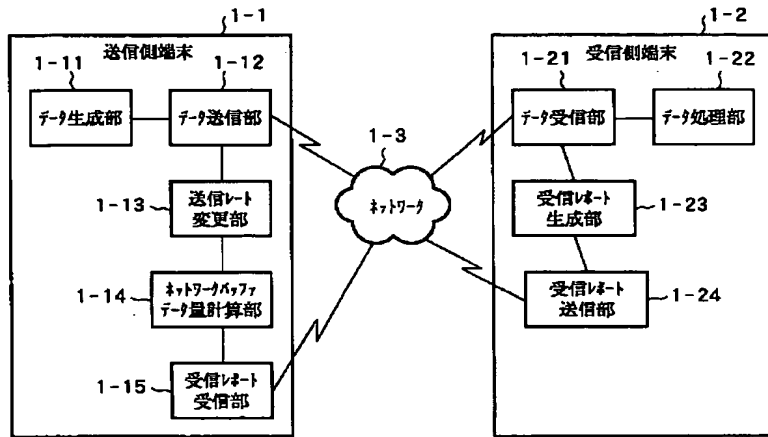 1-1
送信側端末
1-11
1-12
データ生成部
データ送信部
1-13
送信レート
変更部
1-14
ネットワークバッファ
データ量計算部
1-15
受信レポート
受信部
1-3
ネットワーク
1-2
受信側端末
1-21
1-22
データ受信部
データ処理部
受信レポート
生成部
1-23
受信レポート
送信部
1-24